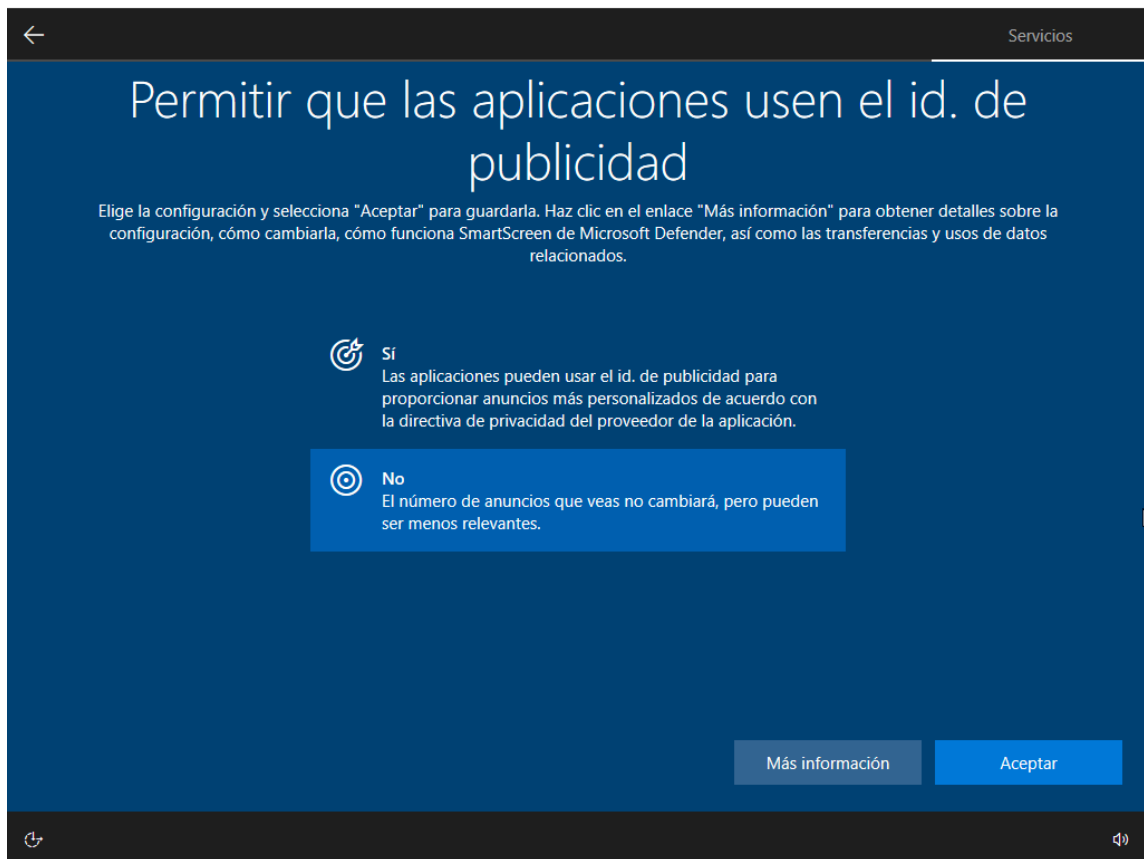 Servicios
Permitir que las aplicaciones usen el id. de
publicidad
Elige la configuración y selecciona "Aceptar" para guardarla. Haz clic en el enlace "Más información" para obtener detalles sobre la
configuración, cómo cambiarla, cómo funciona SmartScreen de Microsoft Defender, así como las transferencias y usos de datos
relacionados.
Sí
Las aplicaciones pueden usar el id. de publicidad para
proporcionar anuncios más personalizados de acuerdo con
la directiva de privacidad del proveedor de la aplicación.
No
El número de anuncios que veas no cambiará, pero pueden
ser menos relevantes.
Más información
Aceptar